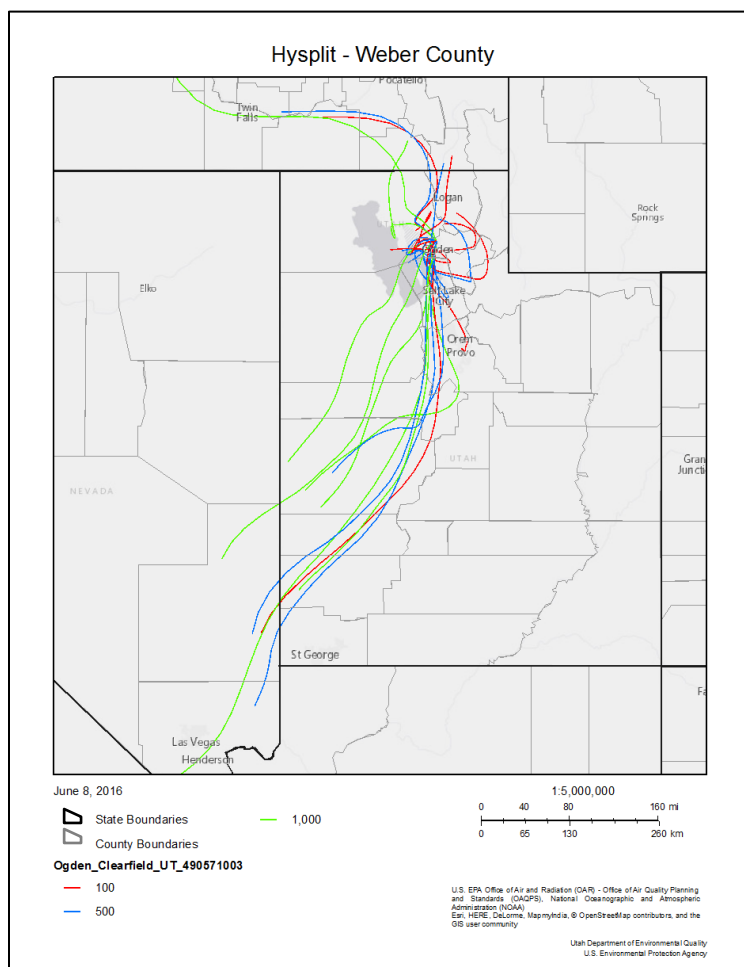 Hysplit - Weber County
Pocatello
Twin
Falls
Logan
Rock
Springs
UTAH
Elko
Salt Lake
City
Orem
Provo
UTAH
Gran
Juncti
NEVADA
St George
Fa
Las Vegas
Henderson
June 8, 2016
1:5,000,000
0 40 80 160 mi
0 65 130 260 km
State Boundaries
1,000
County Boundaries
Ogden_Clearfield_UT_490571003
100
500
U.S. EPA Office of Air and Radiation (OAR) - Office of Air Quality Planning
and Standards (OAQPS), National Oceanographic and Atmospheric
Administration (NOAA)
Esri, HERE, DeLorme, MapmyIndia, © OpenStreetMap contributors, and the
GIS user community
Utah Department of Environmental Quality
U.S. Environmental Protection Agency